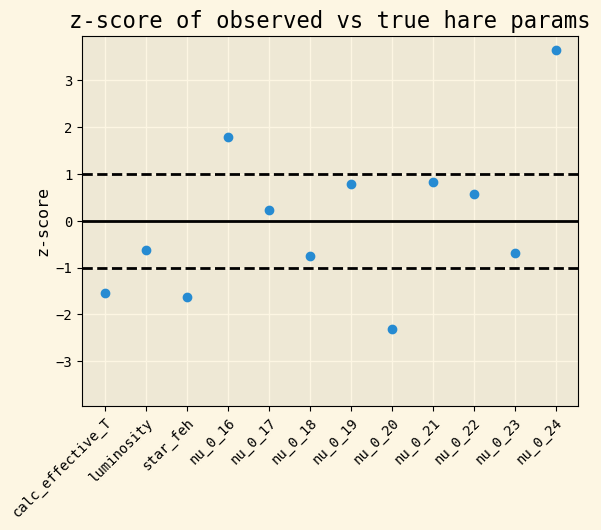 z-score of observed vs true hare params
z-score
3
2
1
0
−1
−2
−3
calc_effective_T
luminosity
star_feh
nu_0_16
nu_0_17
nu_0_18
nu_0_19
nu_0_20
nu_0_21
nu_0_22
nu_0_23
nu_0_24